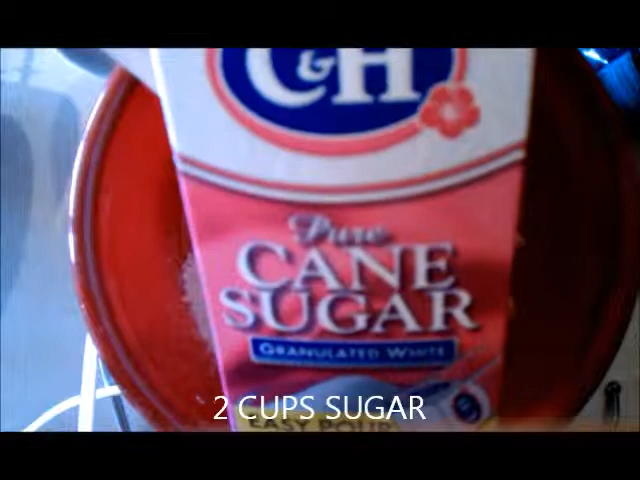 C&H
Pure
CANE
SUGAR
GRANULATED WHITE
2 CUPS SUGAR
EASY POUR